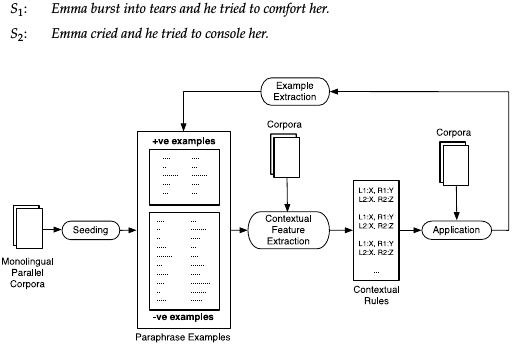 S1: Emma burst into tears and he tried to comfort her.
S2: Emma cried and he tried to console her.
Example
Extraction
Corpora
Corpora
+ve examples
L1:X, R1:Y
L2:X, R2:Z
L1:X, R1:Y
L2:X, R2:Z
L1:X, R1:Y
L2:X, R2:Z
...
Seeding
Contextual
Feature
Extraction
Application
Monolingual
Parallel
Corpora
Contextual
Rules
-ve examples
Paraphrase Examples